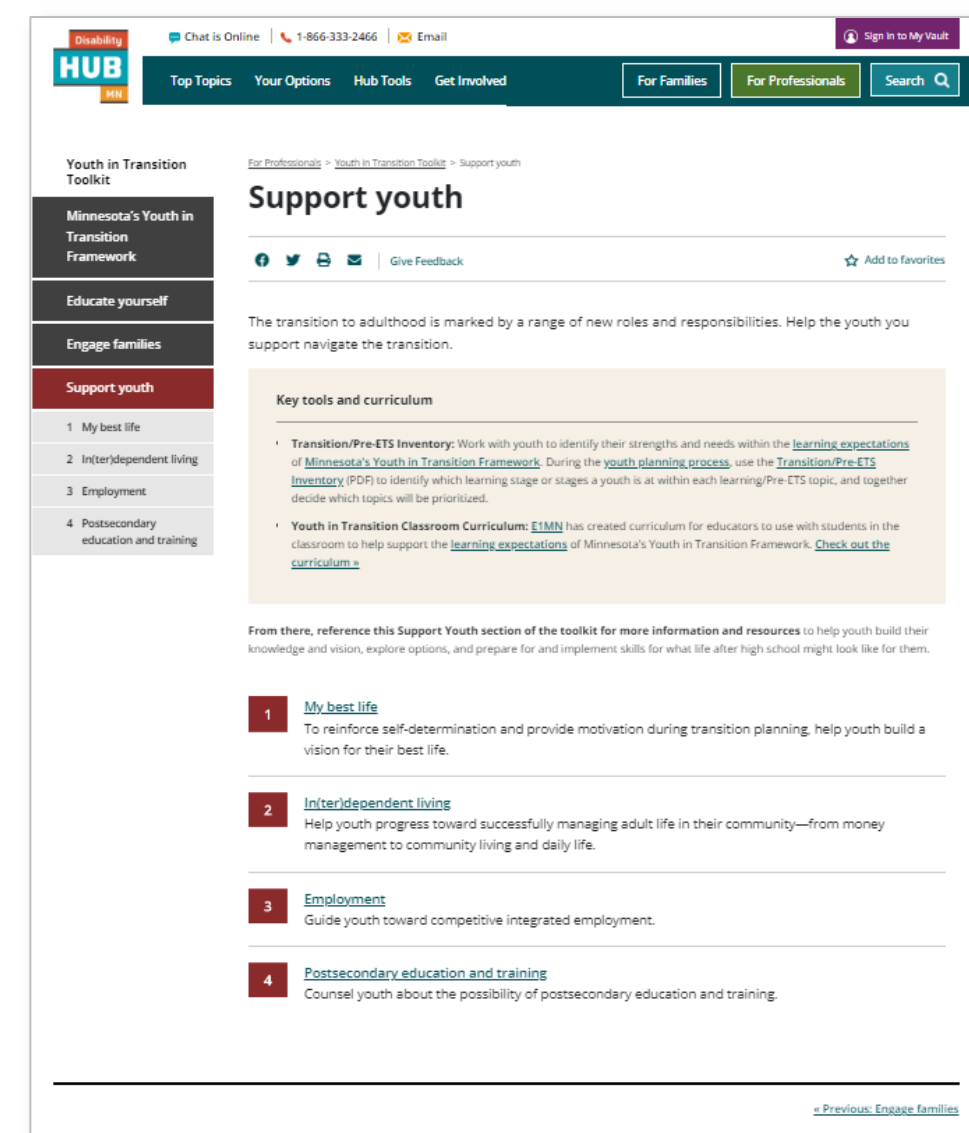 Disability
HUB
MN
Chat is Online
1-866-333-2466
Email
Sign In to My Vault
Top Topics
Your Options
Hub Tools
Get Involved
For Families
For Professionals
Search
Youth in Transition
Toolkit
Minnesota's Youth in
Transition
Framework
Educate yourself
Engage families
Support youth
1 My best life
2 In(ter)dependent living
3 Employment
4 Postsecondary
education and training
For Professionals > Youth in Transition Toolkit > Support youth
Support youth
Give Feedback
Add to favorites
The transition to adulthood is marked by a range of new roles and responsibilities. Help the youth you
support navigate the transition.
Key tools and curriculum
Transition/Pre-ETS Inventory: Work with youth to identify their strengths and needs within the learning expectations
of Minnesota's Youth in Transition Framework. During the youth planning process, use the Transition/Pre-ETS
Inventory (PDF) to identify which learning stage or stages a youth is at within each learning/Pre-ETS topic, and together
decide which topics will be prioritized.
Youth in Transition Classroom Curriculum: E1MN has created curriculum for educators to use with students in the
classroom to help support the learning expectations of Minnesota's Youth in Transition Framework. Check out the
curriculum »
From there, reference this Support Youth section of the toolkit for more information and resources to help youth build their
knowledge and vision, explore options, and prepare for and implement skills for what life after high school might look like for them.
1
My best life
To reinforce self-determination and provide motivation during transition planning, help youth build a
vision for their best life.
2
In(ter)dependent living
Help youth progress toward successfully managing adult life in their community—from money
management to community living and daily life.
3
Employment
Guide youth toward competitive integrated employment.
4
Postsecondary education and training
Counsel youth about the possibility of postsecondary education and training.
« Previous: Engage families